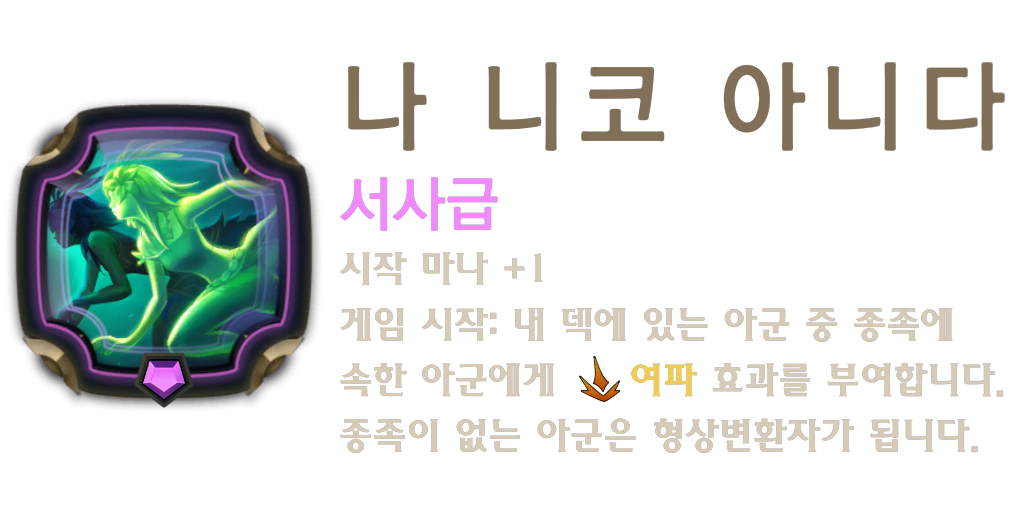 나 니코 아니다
서사급
시작 마나 +1
게임 시작: 내 덱에 있는 아군 중 종족에
속한 아군에게 여파 효과를 부여합니다.
종족이 없는 아군은 형상변환자가 됩니다.